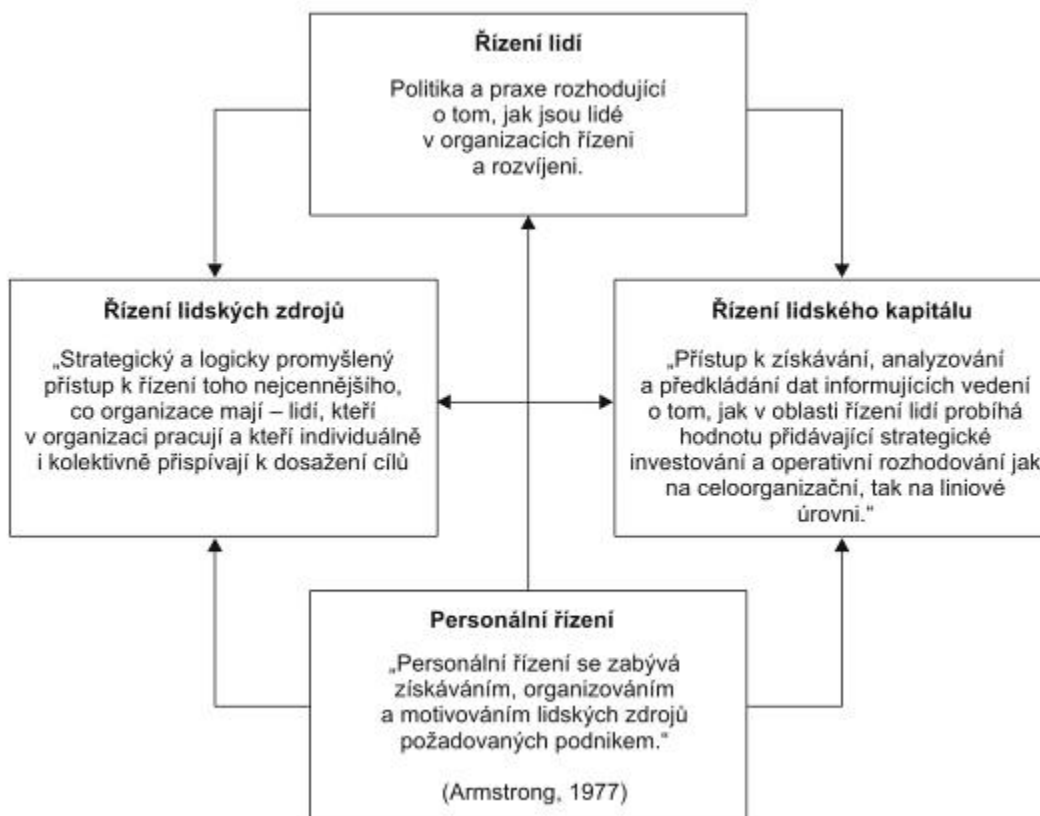 Řízení lidí
Politika a praxe rozhodující
o tom, jak jsou lidé
v organizacích řízeni
a rozvíjeni.
Řízení lidských zdrojů
„Strategický a logicky promyšlený
přístup k řízení toho nejcennějšího,
co organizace mají – lidí, kteří
v organizaci pracují a kteří individuálně
i kolektivně přispívají k dosažení cílů
Řízení lidského kapitálu
„Přístup k získávání, analyzování
a předkládání dat informujících vedení
o tom, jak v oblasti řízení lidí probíhá
hodnotu přidávající strategické
investování a operativní rozhodování jak
na celoorganizační, tak na liniové
úrovni.“
Personální řízení
„Personální řízení se zabývá
získáváním, organizováním
a motivováním lidských zdrojů
požadovaných podnikem.“
(Armstrong, 1977)